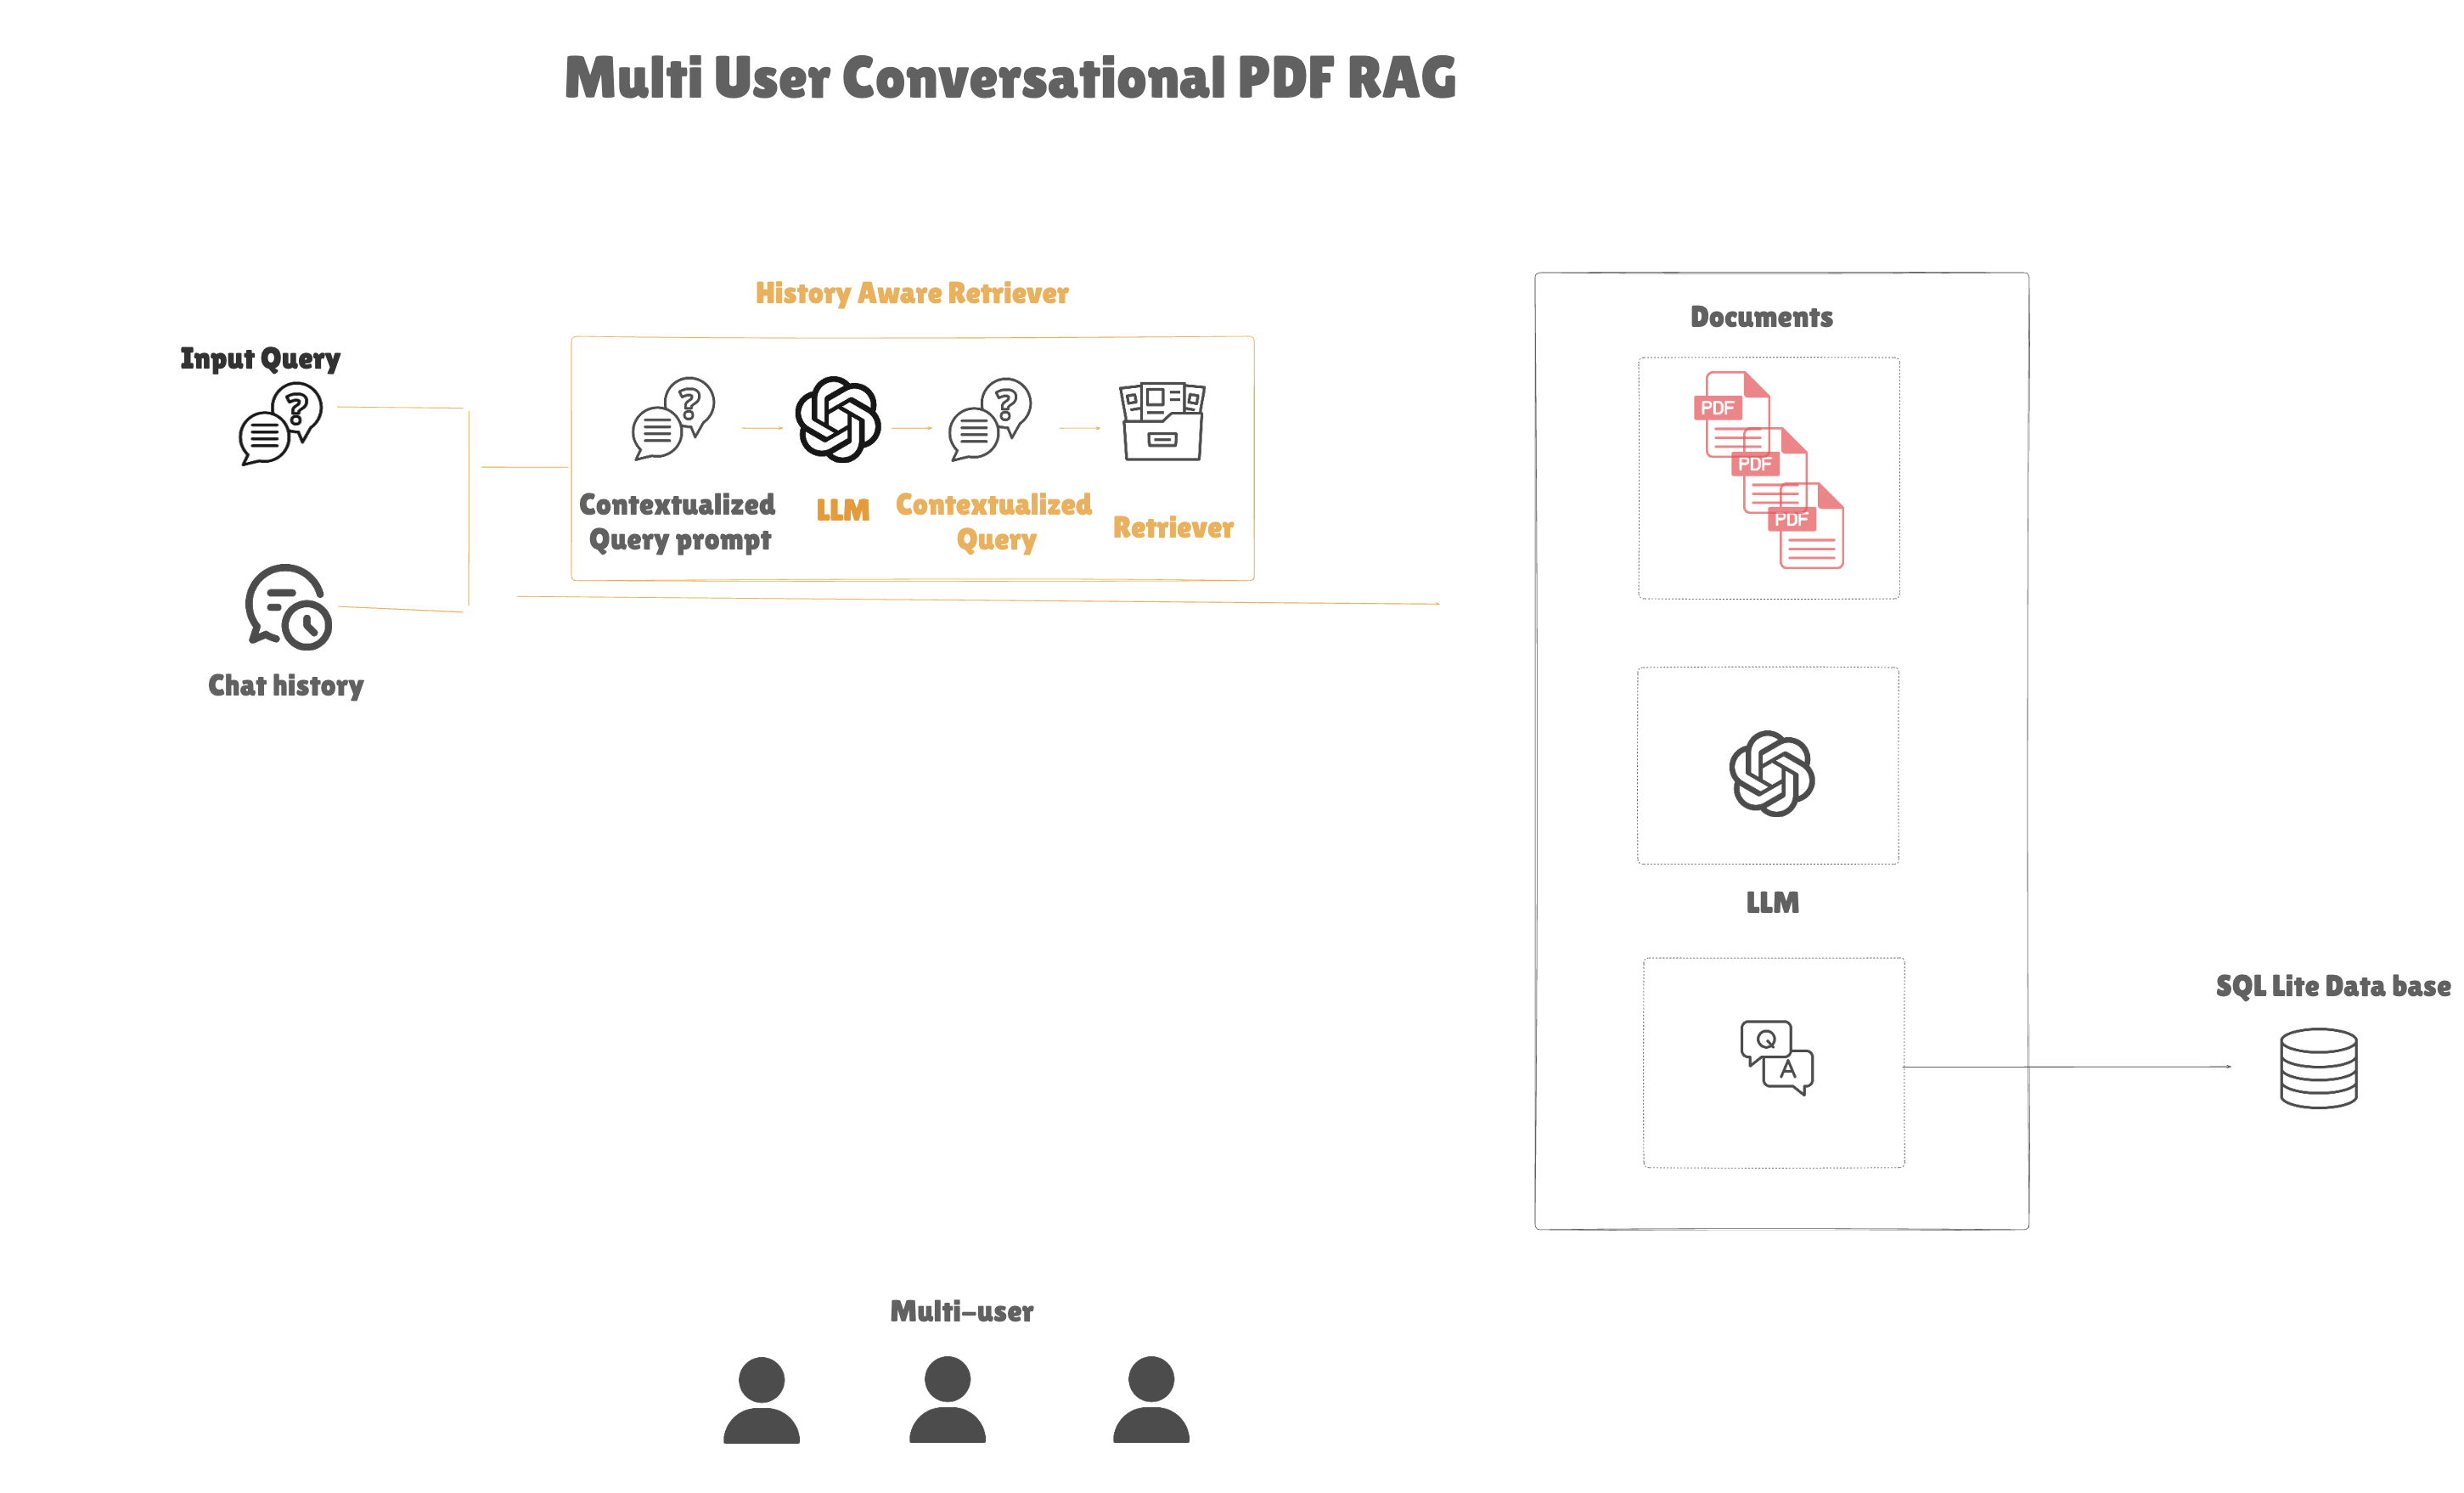 Multi User Conversational PDF RAG
History Aware Retriever
Input Query
Contextualized
Query prompt
LLM
Contextualized
Query
Retriever
Chat history
Documents
PDF
PDF
PDF
LLM
Q
A
SQL Lite Data base
Multi-user